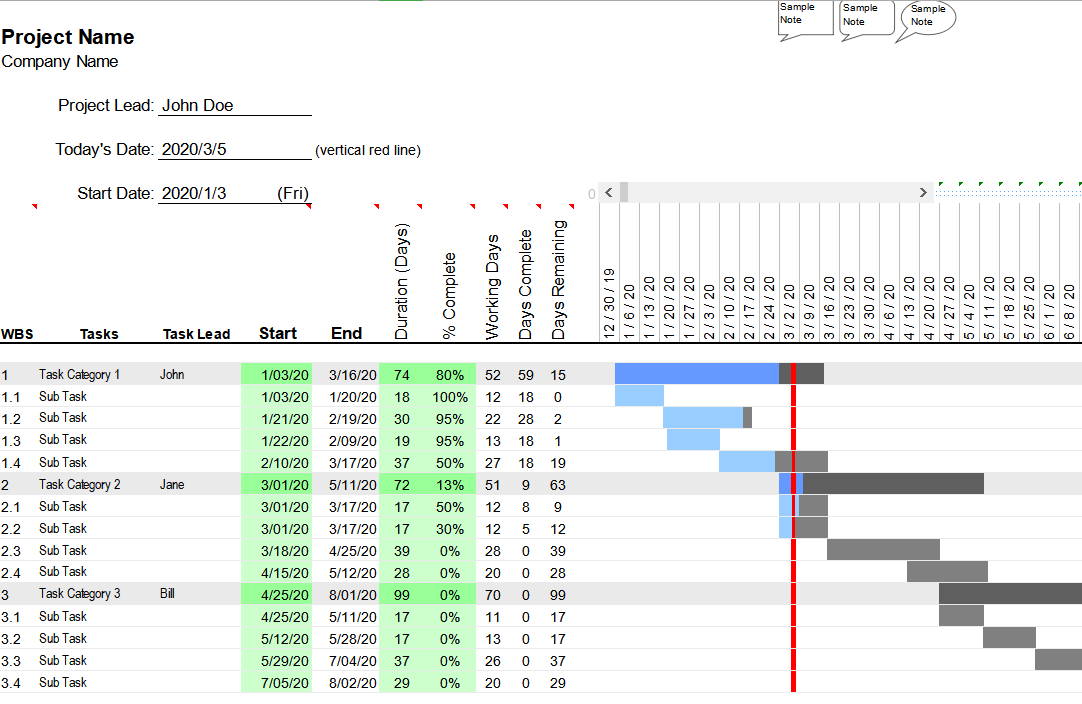 Sample Note
Sample Note
Sample Note
Project Name
Company Name
Project Lead: John Doe
Today's Date: 2020/3/5 (vertical red line)
Start Date: 2020/1/3 (Fri)
0
WBS Tasks Task Lead Start End Duration (Days) % Complete Working Days Days Complete Days Remaining 12 / 30 / 19 1 / 6 / 20 1 / 13 / 20 1 / 20 / 20 1 / 27 / 20 2 / 3 / 20 2 / 10 / 20 2 / 17 / 20 2 / 24 / 20 3 / 2 / 20 3 / 9 / 20 3 / 16 / 20 3 / 23 / 20 3 / 30 / 20 4 / 6 / 20 4 / 13 / 20 4 / 20 / 20 4 / 27 / 20 5 / 4 / 20 5 / 11 / 20 5 / 18 / 20 5 / 25 / 20 6 / 1 / 20 6 / 8 / 20
1 Task Category 1 John 1/03/20 3/16/20 74 80% 52 59 15
1.1 Sub Task 1/03/20 1/20/20 18 100% 12 18 0
1.2 Sub Task 1/21/20 2/19/20 30 95% 22 28 2
1.3 Sub Task 1/22/20 2/09/20 19 95% 13 18 1
1.4 Sub Task 2/10/20 3/17/20 37 50% 27 18 19
2 Task Category 2 Jane 3/01/20 5/11/20 72 13% 51 9 63
2.1 Sub Task 3/01/20 3/17/20 17 50% 12 8 9
2.2 Sub Task 3/01/20 3/17/20 17 30% 12 5 12
2.3 Sub Task 3/18/20 4/25/20 39 0% 28 0 39
2.4 Sub Task 4/15/20 5/12/20 28 0% 20 0 28
3 Task Category 3 Bill 4/25/20 8/01/20 99 0% 70 0 99
3.1 Sub Task 4/25/20 5/11/20 17 0% 11 0 17
3.2 Sub Task 5/12/20 5/28/20 17 0% 13 0 17
3.3 Sub Task 5/29/20 7/04/20 37 0% 26 0 37
3.4 Sub Task 7/05/20 8/02/20 29 0% 20 0 29